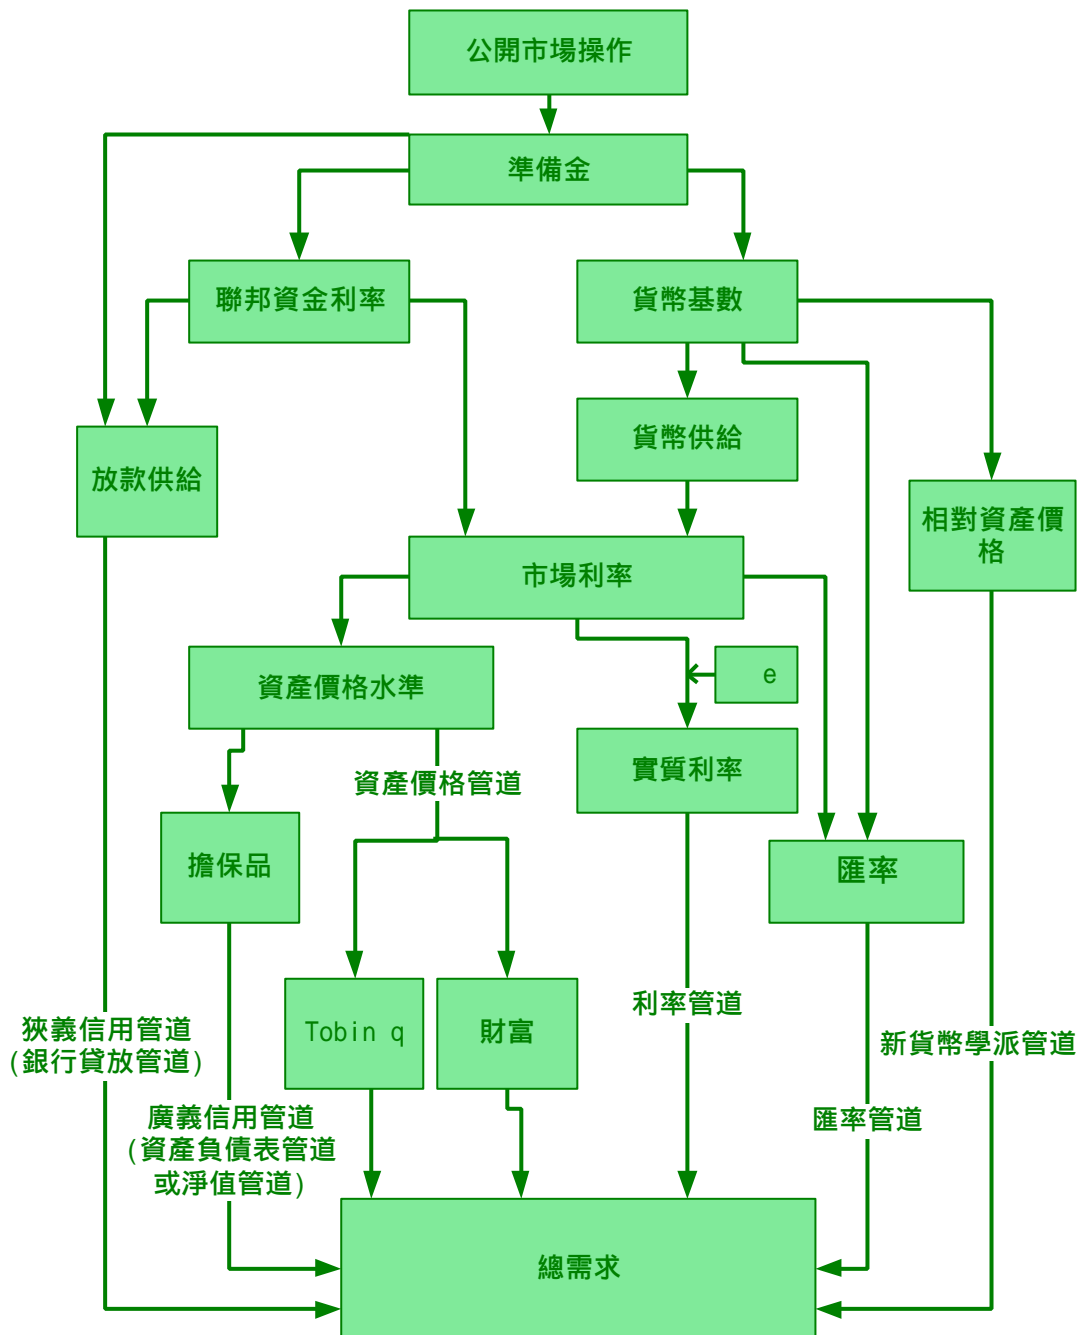 公開市場操作
準備金
聯邦資金利率
貨幣基數
貨幣供給
放款供給
相對資產價
格
市場利率
資產價格水準
e
實質利率
資產價格管道
擔保品
匯率
Tobin q
財富
利率管道
狹義信用管道
(銀行貸放管道)
新貨幣學派管道
廣義信用管道
(資產負債表管道
或淨值管道)
匯率管道
總需求